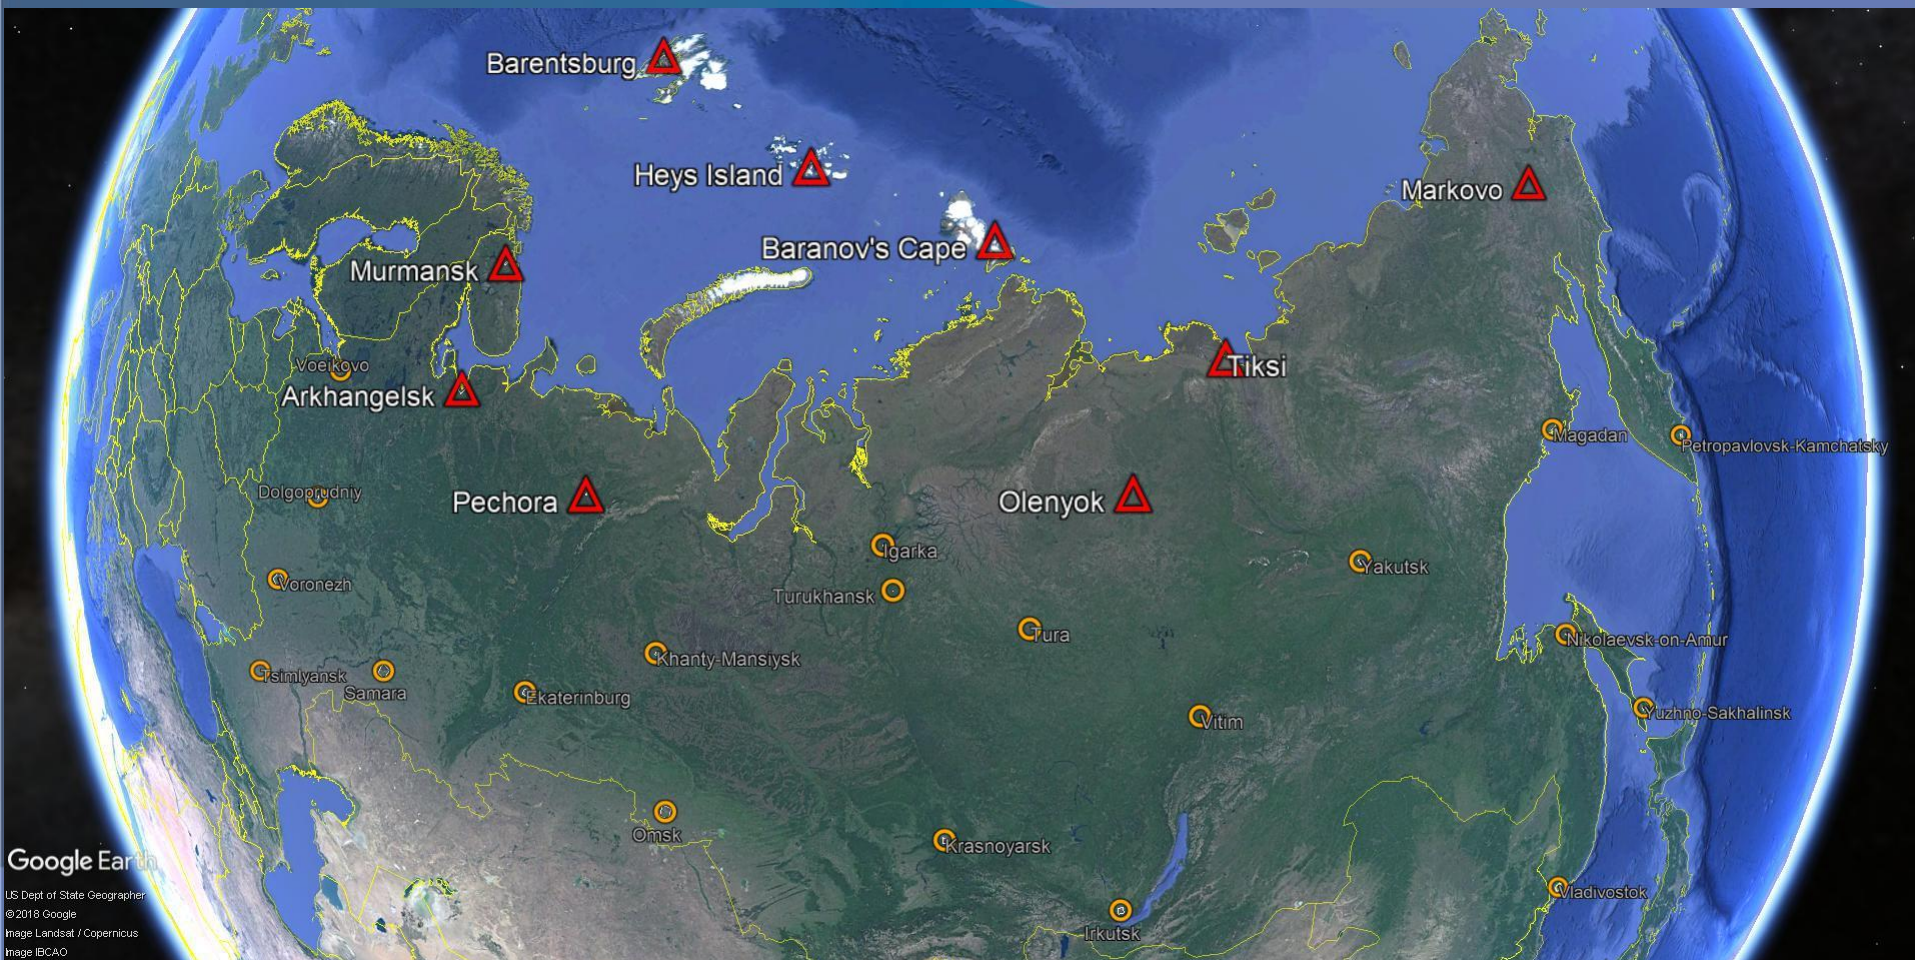 Barentsburg
Heys Island
Markovo
Baranov's Cape
Murmansk
Voeikovo
Tiksi
Arkhangelsk
Magadan
Petropavlovsk-Kamchatsky
Dolgoprudniy
Pechora
Olenyok
Igarka
Yakutsk
Voronezh
Turukhansk
Tura
Nikolaevsk-on-Amur
Khanty-Mansiysk
Tsimlyansk
Samara
Ekaterinburg
Yuzhno-Sakhalinsk
Vitim
Omsk
Krasnoyarsk
Google Earth
Vladivostok
US Dept of State Geographer
©2018 Google
Irkutsk
Image Landsat / Copernicus
Image IBCAO